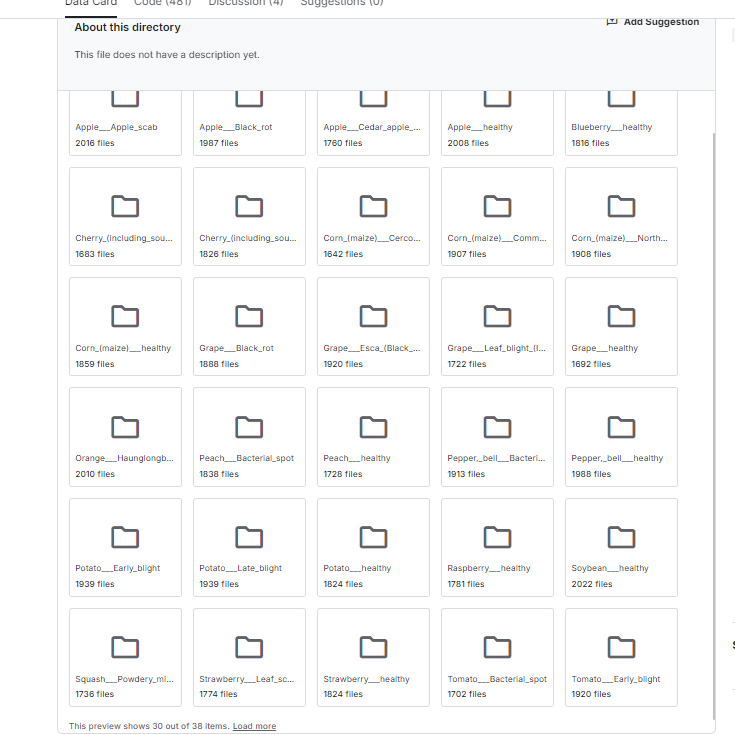 Data Card Code (481) Discussion (4) Suggestions (0)
About this directory
Add Suggestion
This file does not have a description yet.
Apple___Apple_scab
2016 files
Apple___Black_rot
1987 files
Apple___Cedar_apple_...
1760 files
Apple___healthy
2008 files
Blueberry___healthy
1816 files
Cherry_(including_sou...
1683 files
Cherry_(including_sou...
1826 files
Corn_(maize)___Cerco...
1642 files
Corn_(maize)___Comm...
1907 files
Corn_(maize)___North...
1908 files
Corn_(maize)___healthy
1859 files
Grape___Black_rot
1888 files
Grape___Esca_(Black_...
1920 files
Grape___Leaf_blight_(I...
1722 files
Grape___healthy
1692 files
Orange___Haunglongb...
2010 files
Peach___Bacterial_spot
1838 files
Peach___healthy
1728 files
Pepper,_bell___Bacteri...
1913 files
Pepper,_bell___healthy
1988 files
Potato___Early_blight
1939 files
Potato___Late_blight
1939 files
Potato___healthy
1824 files
Raspberry___healthy
1781 files
Soybean___healthy
2022 files
Squash___Powdery_mi...
1736 files
Strawberry___Leaf_sc...
1774 files
Strawberry___healthy
1824 files
Tomato___Bacterial_spot
1702 files
Tomato___Early_blight
1920 files
This preview shows 30 out of 38 items. Load more